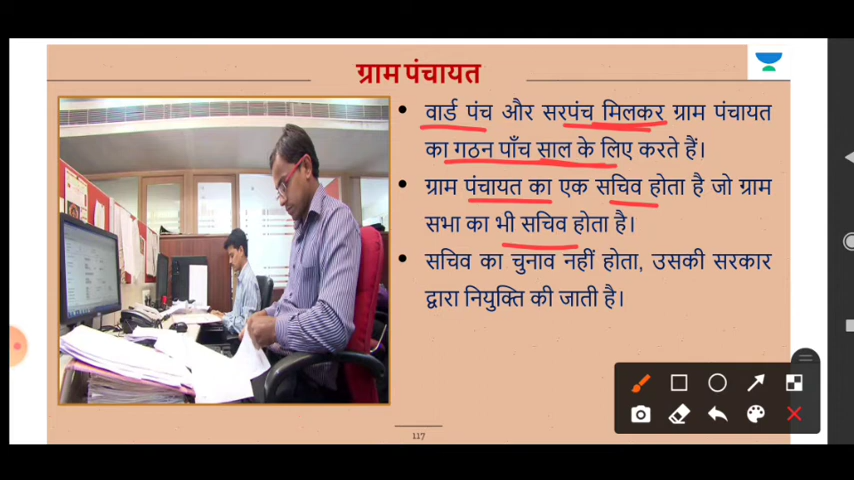 ग्राम पंचायत
• वार्ड पंच और सरपंच मिलकर ग्राम पंचायत
का गठन पाँच साल के लिए करते हैं।
• ग्राम पंचायत का एक सचिव होता है जो ग्राम
सभा का भी सचिव होता है।
• सचिव का चुनाव नहीं होता, उसकी सरकार
द्वारा नियुक्ति की जाती है।
117